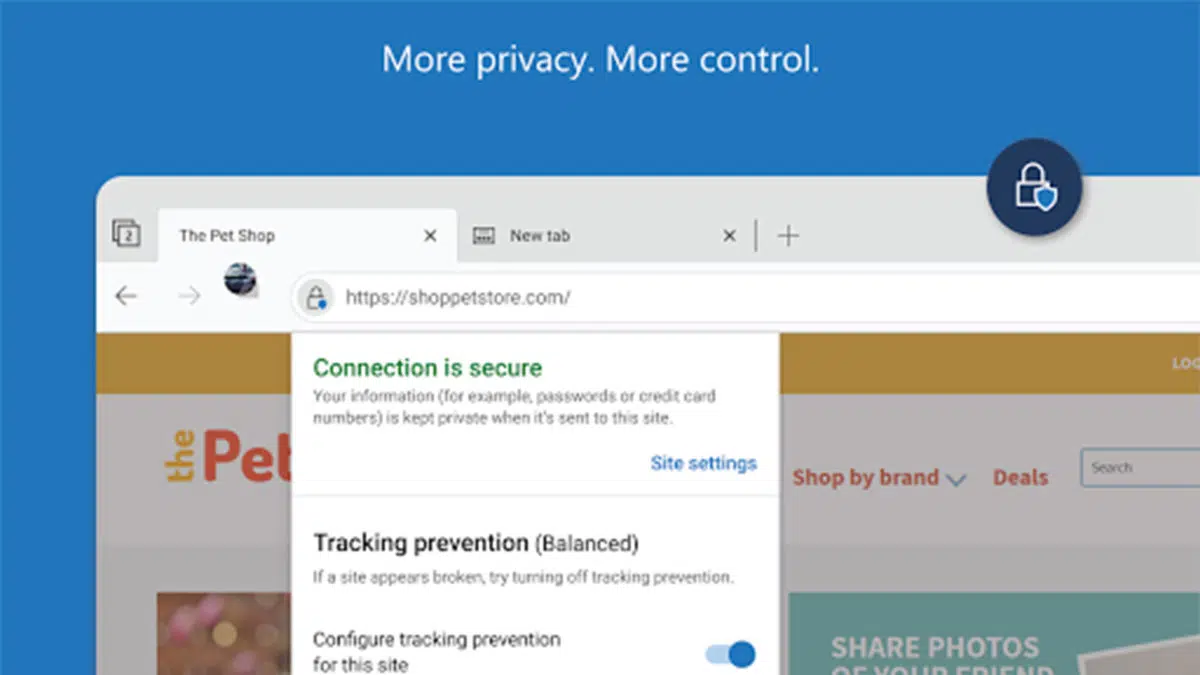 More privacy. More control.
2
The Pet Shop
New tab
https://shoppetstore.com/
Connection is secure
Your information (for example, passwords or credit card
numbers) is kept private when it's sent to this site.
Site settings
the
Shop by brand
Deals
Search
Tracking prevention (Balanced)
If a site appears broken, try turning off tracking prevention.
Configure tracking prevention
for this site
SHARE PHOTOS
OF YOUR FRIEND